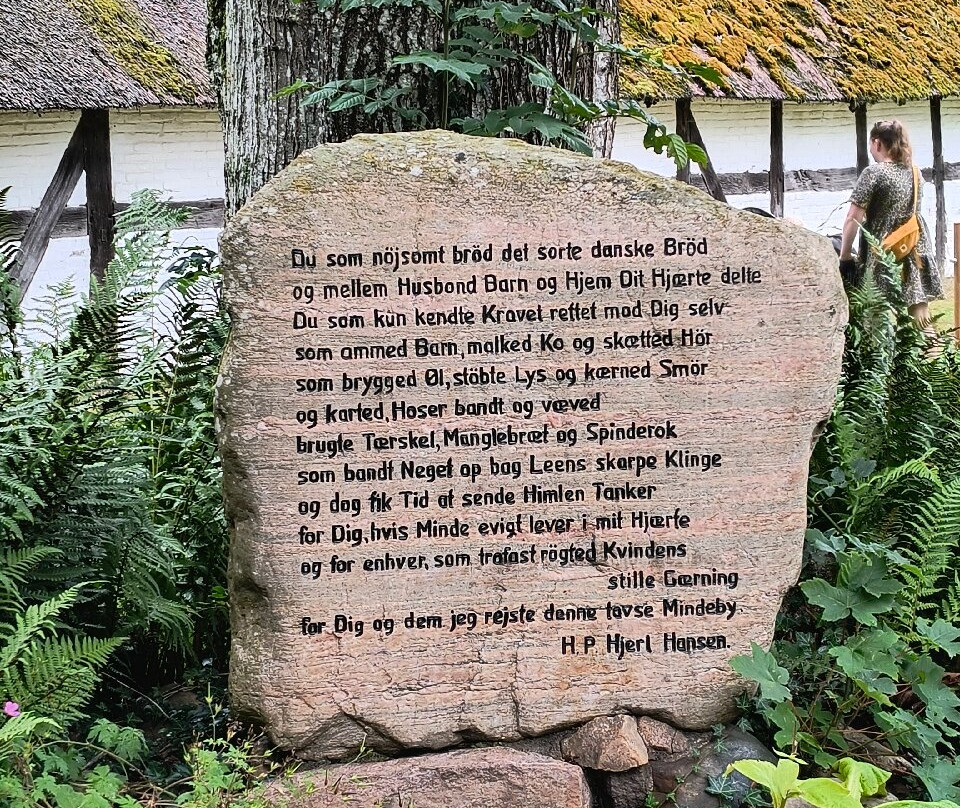 Du som nöjsomt bröd det sorte danske Bröd
og mellem Husbond Barn og Hjem Dit Hjærte delte
Du som kun kendte Kravet rettet mod Dig selv
som ammed Barn, malked Ko og skætted Hör
som brygged Øl, stöbte Lys og kærned Smör
og karted, Hoser bandt og væved
brugte Tærskel, Manglebræt og Spinderok
som bandt Neget op bag Leens skarpe Klinge
og dog fik Tid at sende Himlen Tanker
for Dig, hvis Minde evigt lever i mit Hjærte
og for enhver, som trofast rögted Kvindens
stille Gærning
for Dig og dem jeg rejste denne tavse Mindeby.
H. P. Hjerl Hansen.